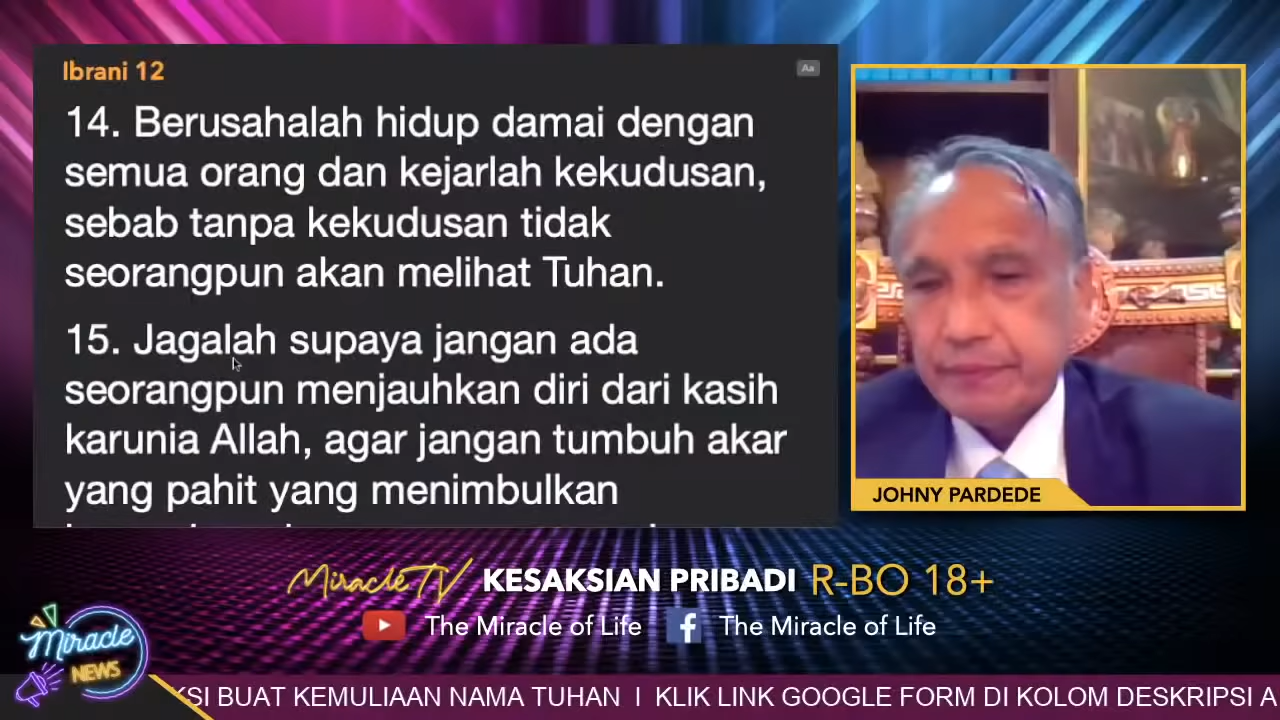 Ibrani 12
Aa
14. Berusahalah hidup damai dengan
semua orang dan kejarlah kekudusan,
sebab tanpa kekudusan tidak
seorangpun akan melihat Tuhan.
15. Jagalah supaya jangan ada
seorangpun menjauhkan diri dari kasih
karunia Allah, agar jangan tumbuh akar
yang pahit yang menimbulkan
JOHNY PARDEDE
MiracleTV KESAKSIAN PRIBADI R-BO 18+
The Miracle of Life f The Miracle of Life
Miracle
NEWS
KSI BUAT KEMULIAAN NAMA TUHAN I KLIK LINK GOOGLE FORM DI KOLOM DESKRIPSI A